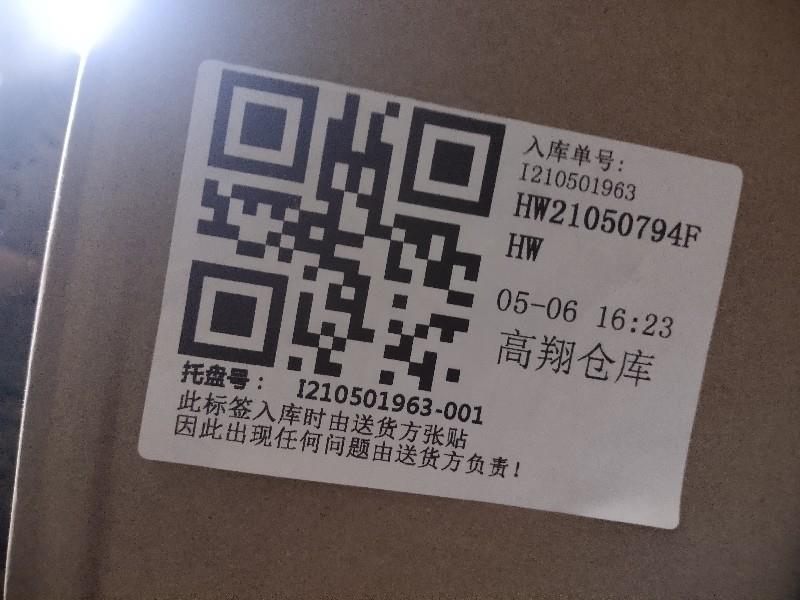 入库单号:
I210501963
HW21050794F
HW
05-06 16:23
高翔仓库
托盘号: I210501963-001
此标签入库时由送货方张贴
因此出现任何问题由送货方负责!